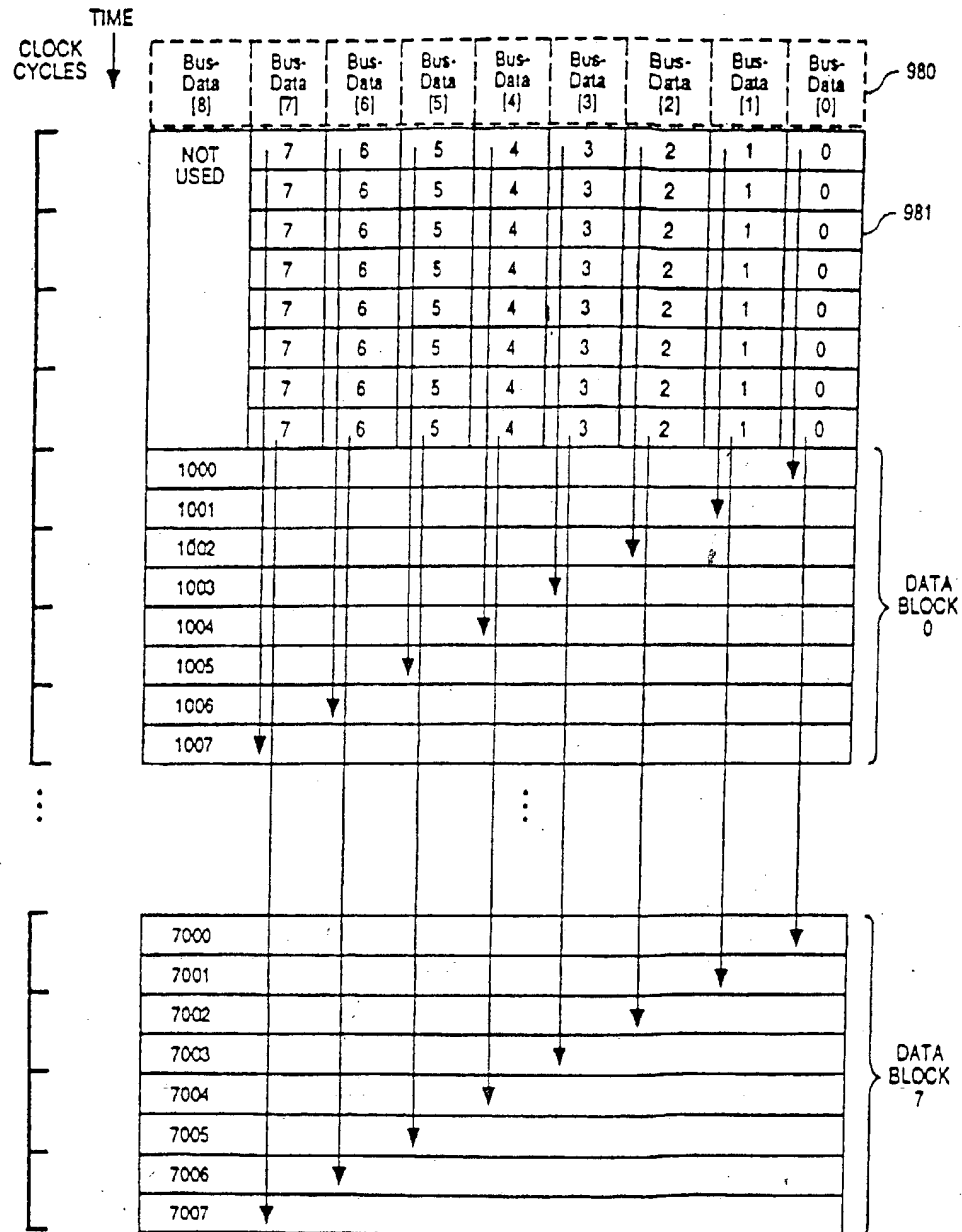 TIME
CLOCK CYCLES
Bus-Data [8] Bus-Data [7] Bus-Data [6] Bus-Data [5] Bus-Data [4] Bus-Data [3] Bus-Data [2] Bus-Data [1] Bus-Data [0]
980
NOT USED 7 6 5 4 3 2 1 0
7 6 5 4 3 2 1 0
981
7 6 5 4 3 2 1 0
7 6 5 4 3 2 1 0
7 6 5 4 3 2 1 0
7 6 5 4 3 2 1 0
7 6 5 4 3 2 1 0
7 6 5 4 3 2 1 0
1000
1001
1002
1003
1004
1005
1006
1007
DATA BLOCK 0
7000
7001
7002
7003
7004
7005
7006
7007
DATA BLOCK 7